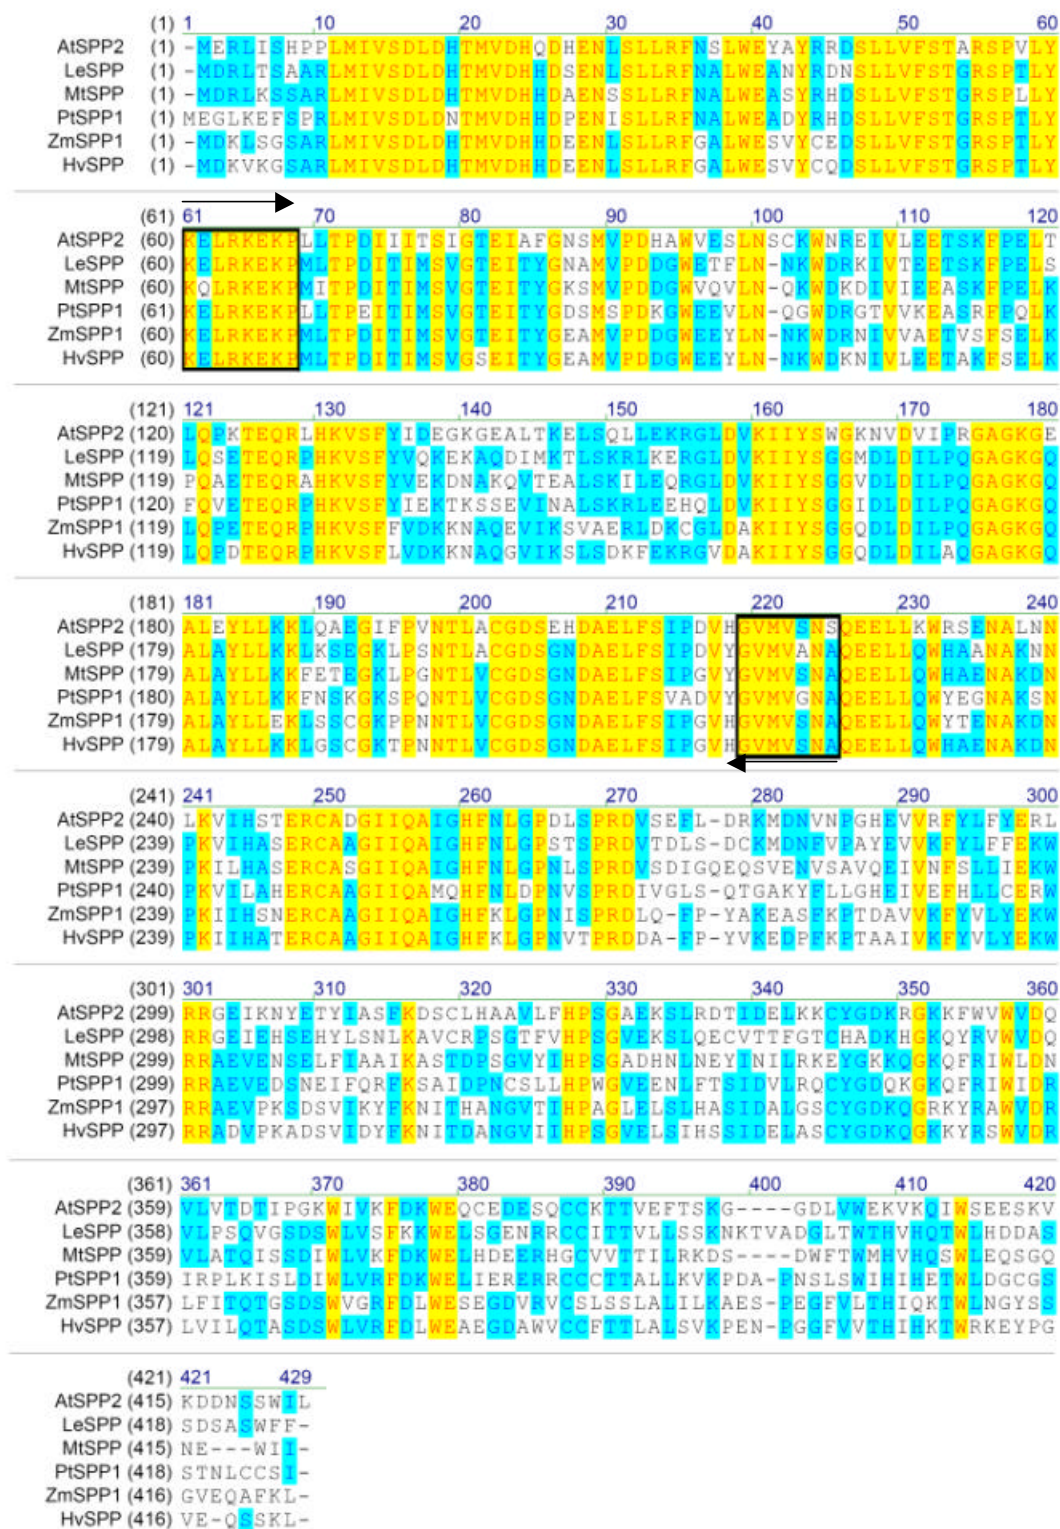 (1) 1 10 20 30 40 50 60
AtSPP2 (1) -MERLISHPPLMIVSDLDHTMVDHQDHENLSLLRFNSLWEYAYRRDSLLVFSTARSPVLY
LeSPP (1) -MDRLTSAARLMIVSDLDHTMVDHHDSENLSLLRFNALWEANYRDNSLLVFSTGRSPTLY
MtSPP (1) -MDRLKSSARLMIVSDLDHTMVDHHDAENSSLLRFNALWEASYRHDSLLVFSTGRSPLLY
PtSPP1 (1) MEGLKEFSPRLMIVSDLDNTMVDHHDPENISLLRFNALWEADYRHDSLLVFSTGRSPTLY
ZmSPP1 (1) -MDKLSGSARLMIVSDLDHTMVDHHDEENLSLLRFGALWESVYCEDSLLVFSTGRSPTLY
HvSPP (1) -MDKVKGSARLMIVSDLDHTMVDHHDEENLSLLRFGALWESVYCQDSLLVFSTGRSPTLY
(61) 61 70 80 90 100 110 120
AtSPP2 (60) KELRKEKPLLTPDIIITSIGTEIAFGNSMVPDHAWVESLNSCKWNREIVLEETSKFPELT
LeSPP (60) KELRKEKPMLTPDITIMSVGTEITYGNAMVPDDGWETFLN-NKWDRKIVTEETSKFPELS
MtSPP (60) KQLRKEKPMITPDITIMSVGTEITYGKSMVPDDGWVQVLN-QKWDKDIVIEEASKFPELK
PtSPP1 (61) KELRKEKPLLTPEITIMSVGTEITYGDSMSPDKGWEEVLN-QGWDRGTVVKEASRFPQLK
ZmSPP1 (60) KELRKEKPMLTPDITIMSVGTEITYGEAMVPDDGWEEYLN-NKWDRNIVVAETVSFSELK
HvSPP (60) KELRKEKPMLTPDITIMSVGSEITYGEAMVPDDGWEEYLN-NKWDKNIVLEETAKFSELK
(121) 121 130 140 150 160 170 180
AtSPP2 (120) LQPKTEQRLHKVSFYIDEGKGEALTKELSQLLEKRGLDVKIIYSWGKNVDVIPRGAGKGE
LeSPP (119) LQSETEQRPHKVSFYVQKEKAQDIMKTLSKRLKERGLDVKIIYSGGMDLDILPQGAGKGQ
MtSPP (119) PQAETEQRAHKVSFYVEKDNAKQVTEALSKILEQRGLDVKIIYSGGVDLDILPQGAGKGQ
PtSPP1 (120) FQVETEQRPHKVSFYIEKTKSSEVINALSKRLEEHQLDVKIIYSGGIDLDILPQGAGKGQ
ZmSPP1 (119) LQPETEQRPHKVSFFVDKKNAQEVIKSVAERLDKCGLDAKIIYSGGQDLDILPQGAGKGQ
HvSPP (119) LQPDTEQRPHKVSFLVDKKNAQGVIKSLSDKFEKRGVDAKIIYSGGQDLDILAQGAGKGQ
(181) 181 190 200 210 220 230 240
AtSPP2 (180) ALEYLLKKLQAEGIFPVNTLACGDSEHDAELFSIPDVHGVMVSNSQEELLKWRSENALNN
LeSPP (179) ALAYLLKKLKSEGKLPSNTLACGDSGNDAELFSIPDVYGVMVANAQEELLQWHAANAKNN
MtSPP (179) ALAYLLKKFETEGKLPGNTLVCGDSGNDAELFSIPGVYGVMVSNAQEELLQWHAENAKDN
PtSPP1 (180) ALAYLLKKFNSKGKSPQNTLVCGDSGNDAELFSVADVYGVMVGNAQEELLQWYEGNAKSN
ZmSPP1 (179) ALAYLLEKLSSCGKPPNNTLVCGDSGNDAELFSIPGVHGVMVSNAQEELLQWYTENAKDN
HvSPP (179) ALAYLLKKLGSCGKTPNNTLVCGDSGNDAELFSIPGVHGVMVSNAQEELLQWHAENAKDN
(241) 241 250 260 270 280 290 300
AtSPP2 (240) LKVIHSTERCADGIIQAIGHFNLGPDLSPRDVSEFL-DRKMDNVNPGHEVVRFYLFYERL
LeSPP (239) PKVIHASERCAAGIIQAIGHFNLGPSTSPRDVTDLS-DCKMDNFVPAYEVVKFYLFFEKW
MtSPP (239) PKILHASERCASGIIQAIGHFNLGPNLSPRDVSDIGQEQSVENVSAVQEIVNFSLLIEKW
PtSPP1 (240) PKVILAHERCAAGIIQAMQHFNLDPNVSPRDIVGLS-QTGAKYFLLGHEIVEFHLLCERW
ZmSPP1 (239) PKIIHSNERCAAGIIQAIGHFKLGPNISPRDLQ-FP-YAKEASFKPTDAVVKFYVLYEKW
HvSPP (239) PKIIHATERCAAGIIQAIGHFKLGPNVTPRDDA-FP-YVKEDPFKPTAAIVKFYVLYEKW
(301) 301 310 320 330 340 350 360
AtSPP2 (299) RRGEIKNYETYIASFKDSCLHAAVLFHPSGAEKSLRDTIDELKKCYGDKRGKKFWVWVDQ
LeSPP (298) RRGEIEHSEHYLSNLKAVCRPSGTFVHPSGVEKSLQECVTTFGTCHADKHGKQYRVWVDQ
MtSPP (299) RRAEVENSELFIAAIKASTDPSGVYIHPSGADHNLNEYINILRKEYGKKQGKQFRIWLDN
PtSPP1 (299) RRAEVEDSNEIFQRFKSAIDPNCSLLHPWGVEENLFTSIDVLRQCYGDQKGKQFRIWIDR
ZmSPP1 (297) RRAEVPKSDSVIKYFKNITHANGVTIHPAGLELSLHASIDALGSCYGDKQGRKYRAWVDR
HvSPP (297) RRADVPKADSVIDYFKNITDANGVIIHPSGVELSIHSSIDELASCYGDKQGKKYRSWVDR
(361) 361 370 380 390 400 410 420
AtSPP2 (359) VLVTDTIPGKWIVKFDKWEQCEDESQCCKTTVEFTSKG----GDLVWEKVKQIWSEESKV
LeSPP (358) VLPSQVGSDSWLVSFKKWELSGENRRCCITTVLLSSKNKTVADGLTWTHVHQTWLHDDAS
MtSPP (359) VLATQISSDIWLVKFDKWELHDEERHGCVVTTILRKDS----DWFTWMHVHQSWLEQSGQ
PtSPP1 (359) IRPLKISLDIWLVRFDKWELIERERRCCCTTALLKVKPDA-PNSLSWIHIHETWLDGCGS
ZmSPP1 (357) LFITQTGSDSWVGRFDLWESEGDVRVCSLSSLALILKAES-PEGFVLTHIQKTWLNGYSS
HvSPP (357) LVILQTASDSWLVRFDLWEAEGDAWVCCFTTLALSVKPEN-PGGFVVTHIHKTWRKEYPG
(421) 421 429
AtSPP2 (415) KDDNSSWIL
LeSPP (418) SDSASWFF-
MtSPP (415) NE---WII-
PtSPP1 (418) STNLCCSI-
ZmSPP1 (416) GVEQAFKL-
HvSPP (416) VE-QSSKL-